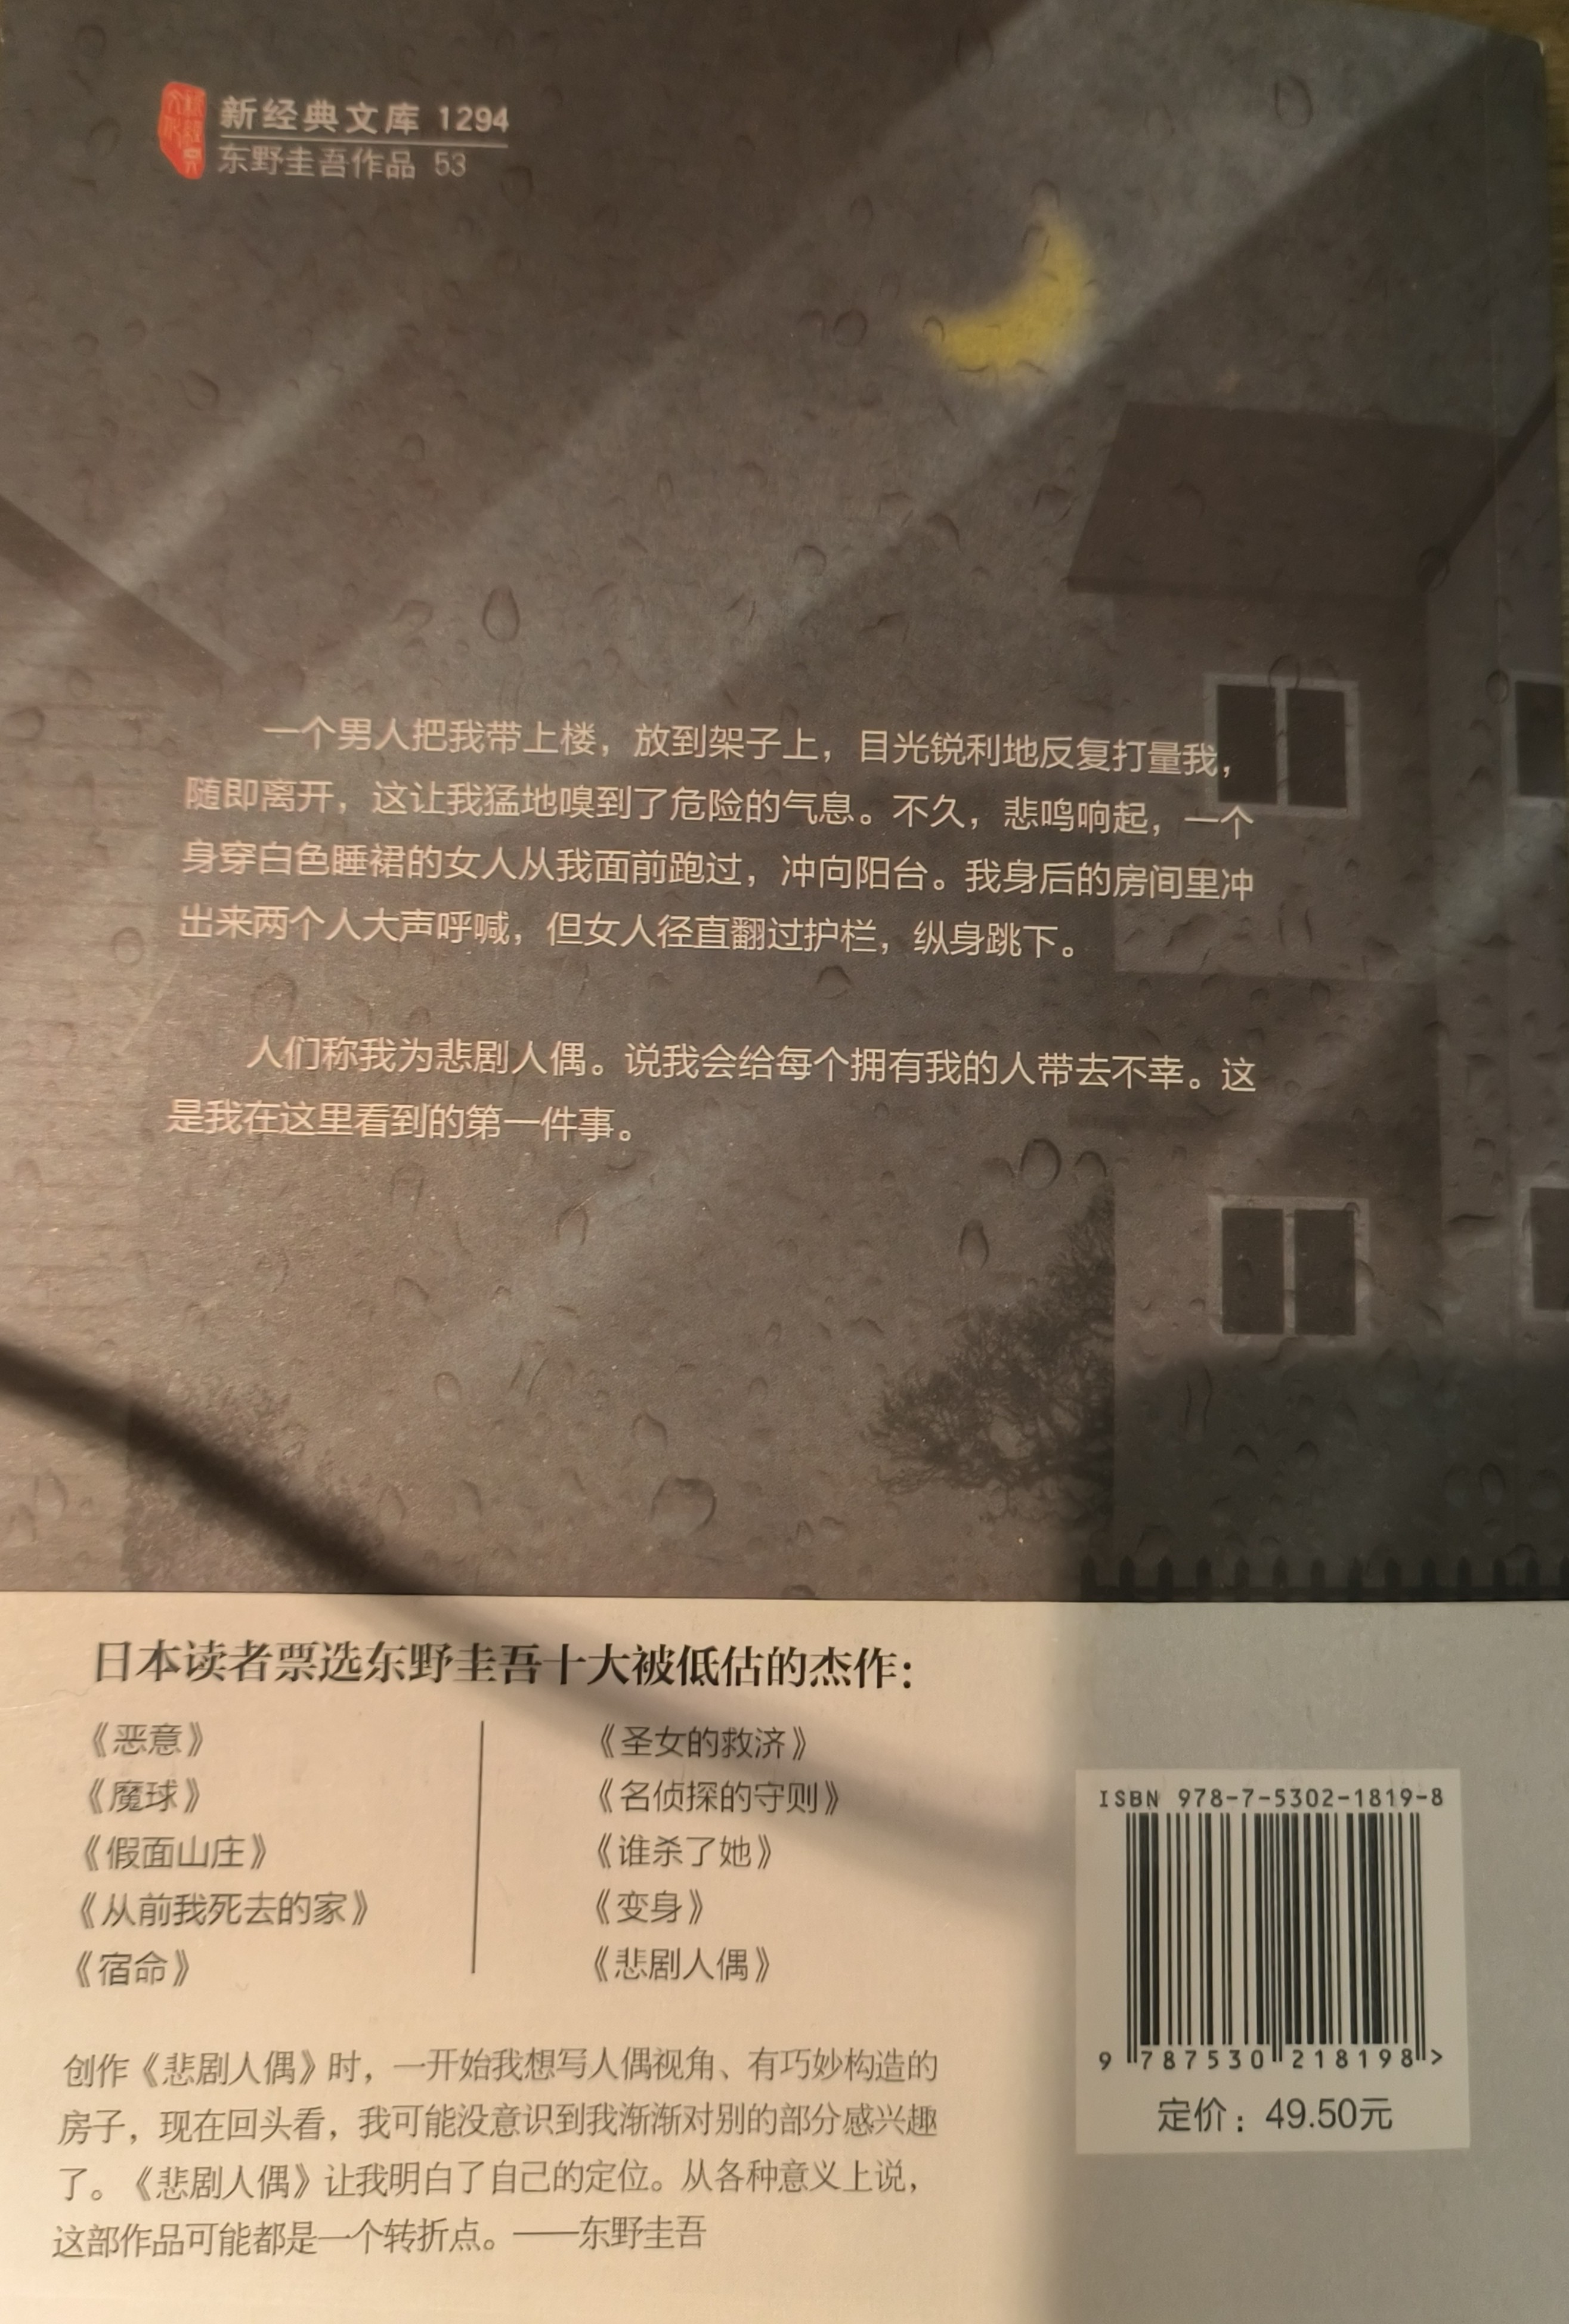 新经典文库 1294
东野圭吾作品 53
一个男人把我带上楼，放到架子上，目光锐利地反复打量我，
随即离开，这让我猛地嗅到了危险的气息。不久，悲鸣响起，一个
身穿白色睡裙的女人从我面前跑过，冲向阳台。我身后的房间里冲
出来两个人大声呼喊，但女人径直翻过护栏，纵身跳下。
人们称我为悲剧人偶。说我会给每个拥有我的人带去不幸。这
是我在这里看到的第一件事。
日本读者票选东野圭吾十大被低估的杰作：
《恶意》
《魔球》
《假面山庄》
《从前我死去的家》
《宿命》
《圣女的救济》
《名侦探的守则》
《谁杀了她》
《变身》
《悲剧人偶》
创作《悲剧人偶》时，一开始我想写人偶视角、有巧妙构造的
房子，现在回头看，我可能没意识到我渐渐对别的部分感兴趣
了。《悲剧人偶》让我明白了自己的定位。从各种意义上说，
这部作品可能都是一个转折点。——东野圭吾
ISBN 978-7-5302-1819-8
9 787530 218198 >
定价：49.50元